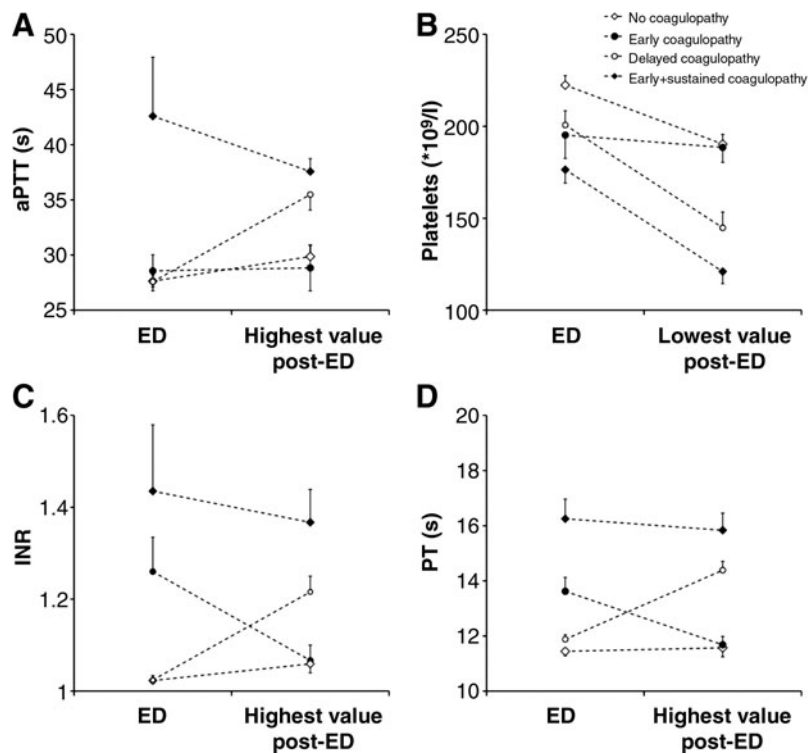 A
50
45
40
35
30
25
aPTT (s)
ED
Highest value
post-ED
B
No coagulopathy
Early coagulopathy
Delayed coagulopathy
Early+sustained coagulopathy
250
200
150
100
Platelets (*10⁹/l)
ED
Lowest value
post-ED
C
1.6
1.4
1.2
1
INR
ED
Highest value
post-ED
D
20
18
16
14
12
10
PT (s)
ED
Highest value
post-ED